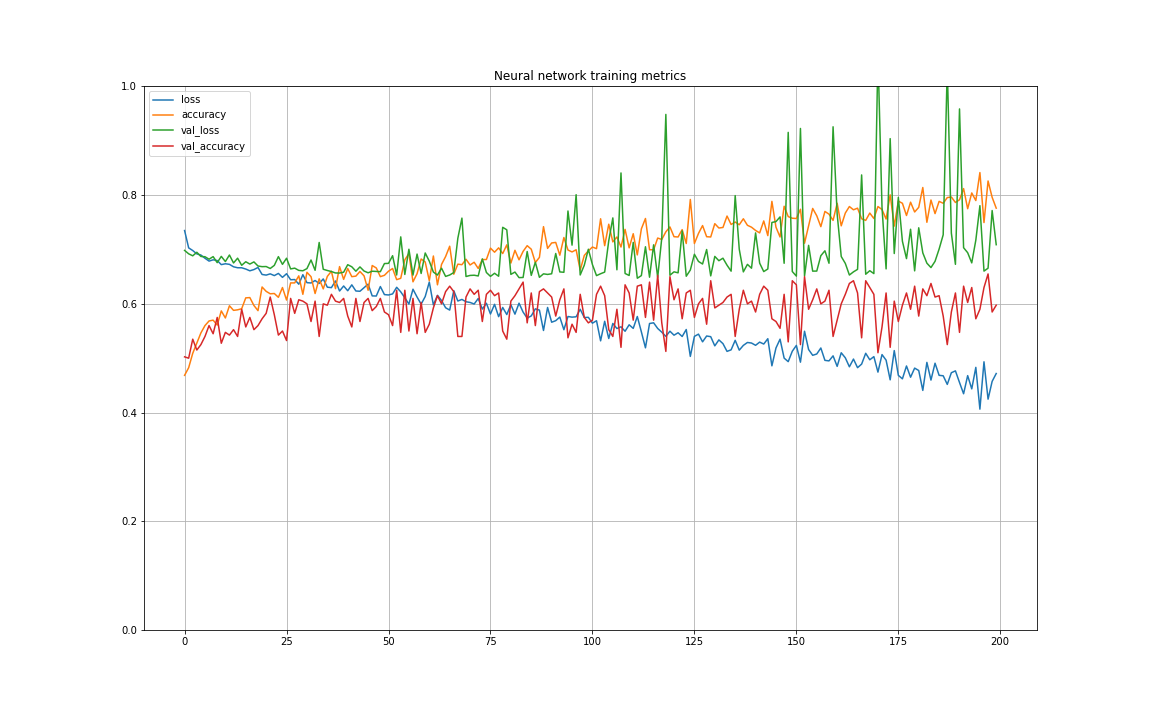 Neural network training metrics
1.0
loss
accuracy
val_loss
val_accuracy
0.8
0.6
0.4
0.2
0.0
0 25 50 75 100 125 150 175 200